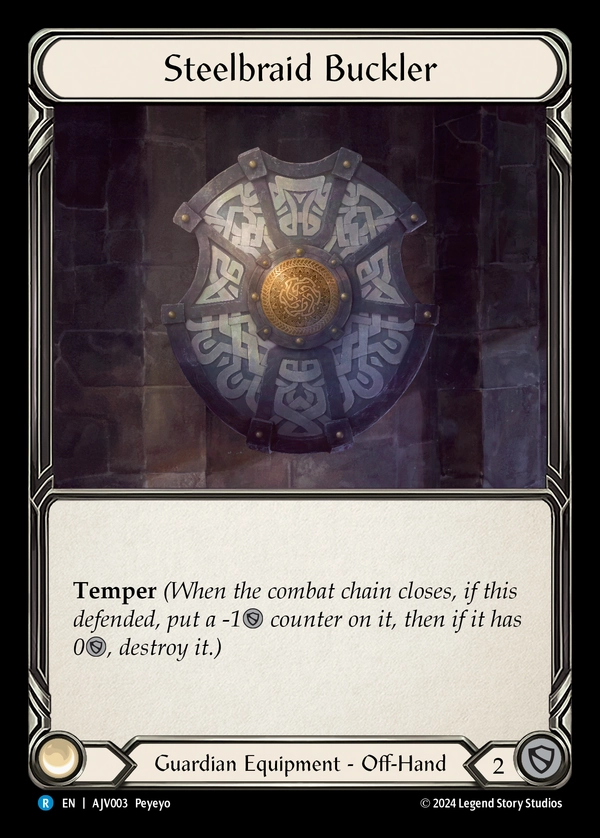 Steelbraid Buckler
Temper (When the combat chain closes, if this
defended, put a -1 counter on it, then if it has
0, destroy it.)
Guardian Equipment - Off-Hand
2
R EN | AJV003 Peyeyo
© 2024 Legend Story Studios